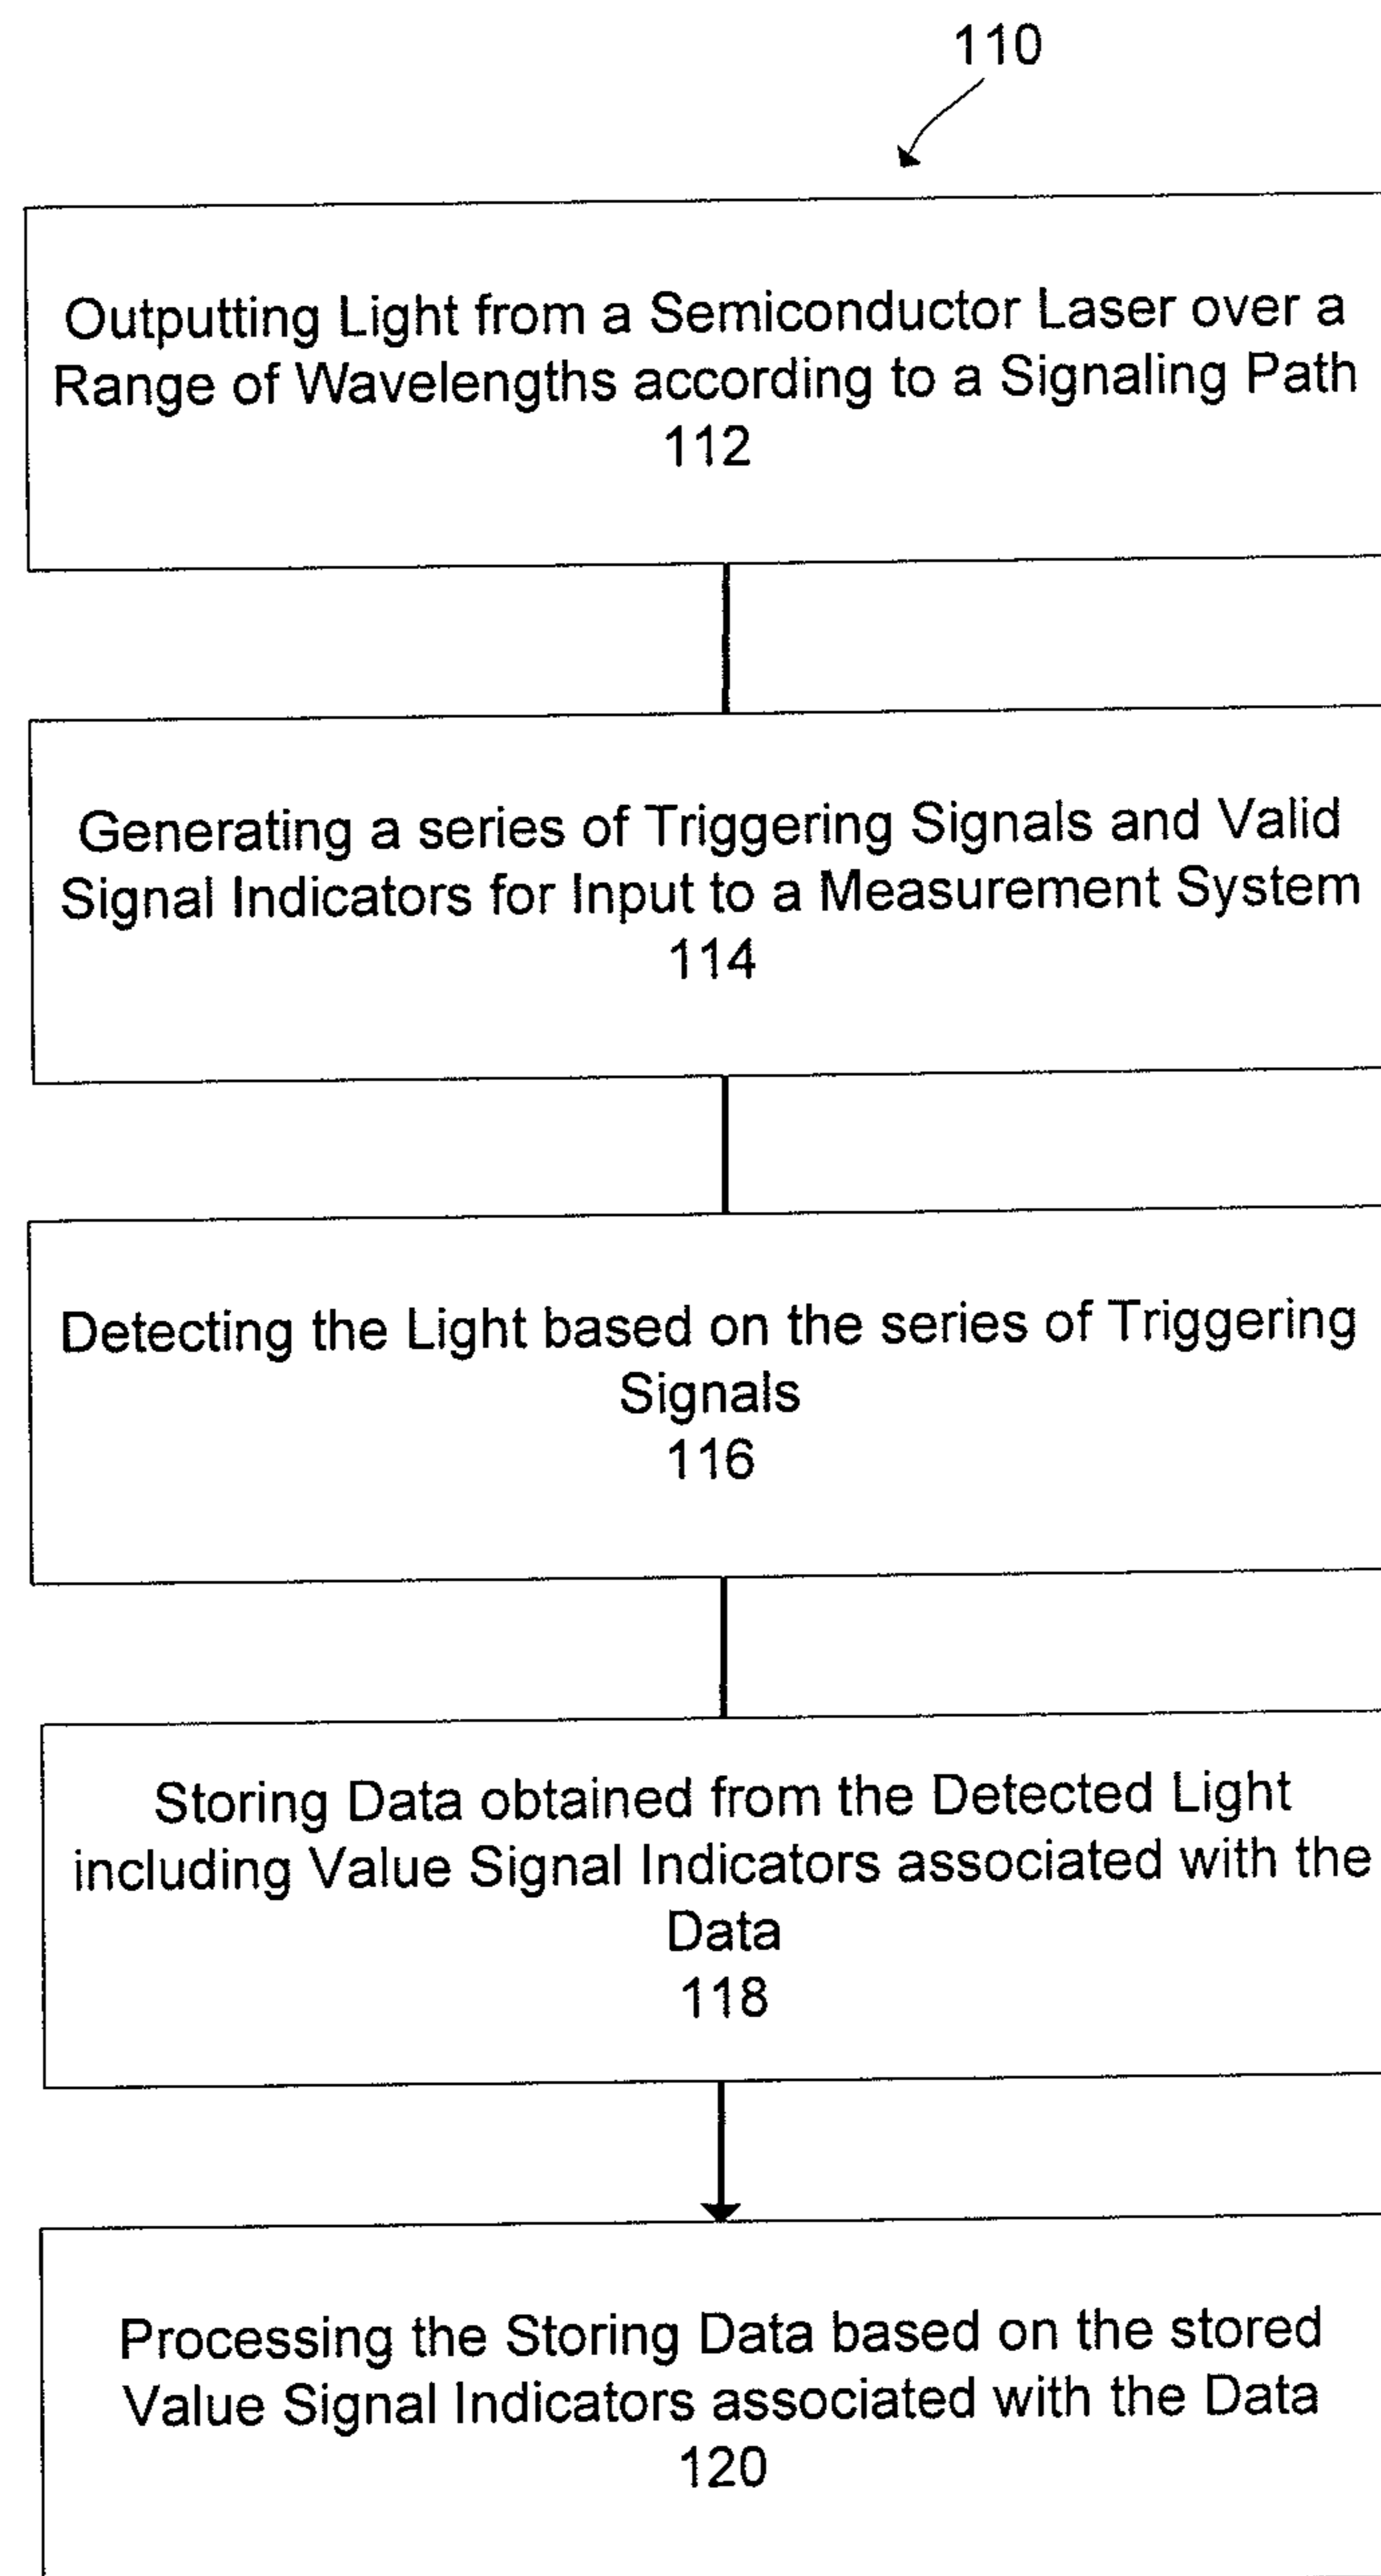 110
Outputting Light from a Semiconductor Laser over a
Range of Wavelengths according to a Signaling Path
112
Generating a series of Triggering Signals and Valid
Signal Indicators for Input to a Measurement System
114
Detecting the Light based on the series of Triggering
Signals
116
Storing Data obtained from the Detected Light
including Value Signal Indicators associated with the
Data
118
Processing the Storing Data based on the stored
Value Signal Indicators associated with the Data
120